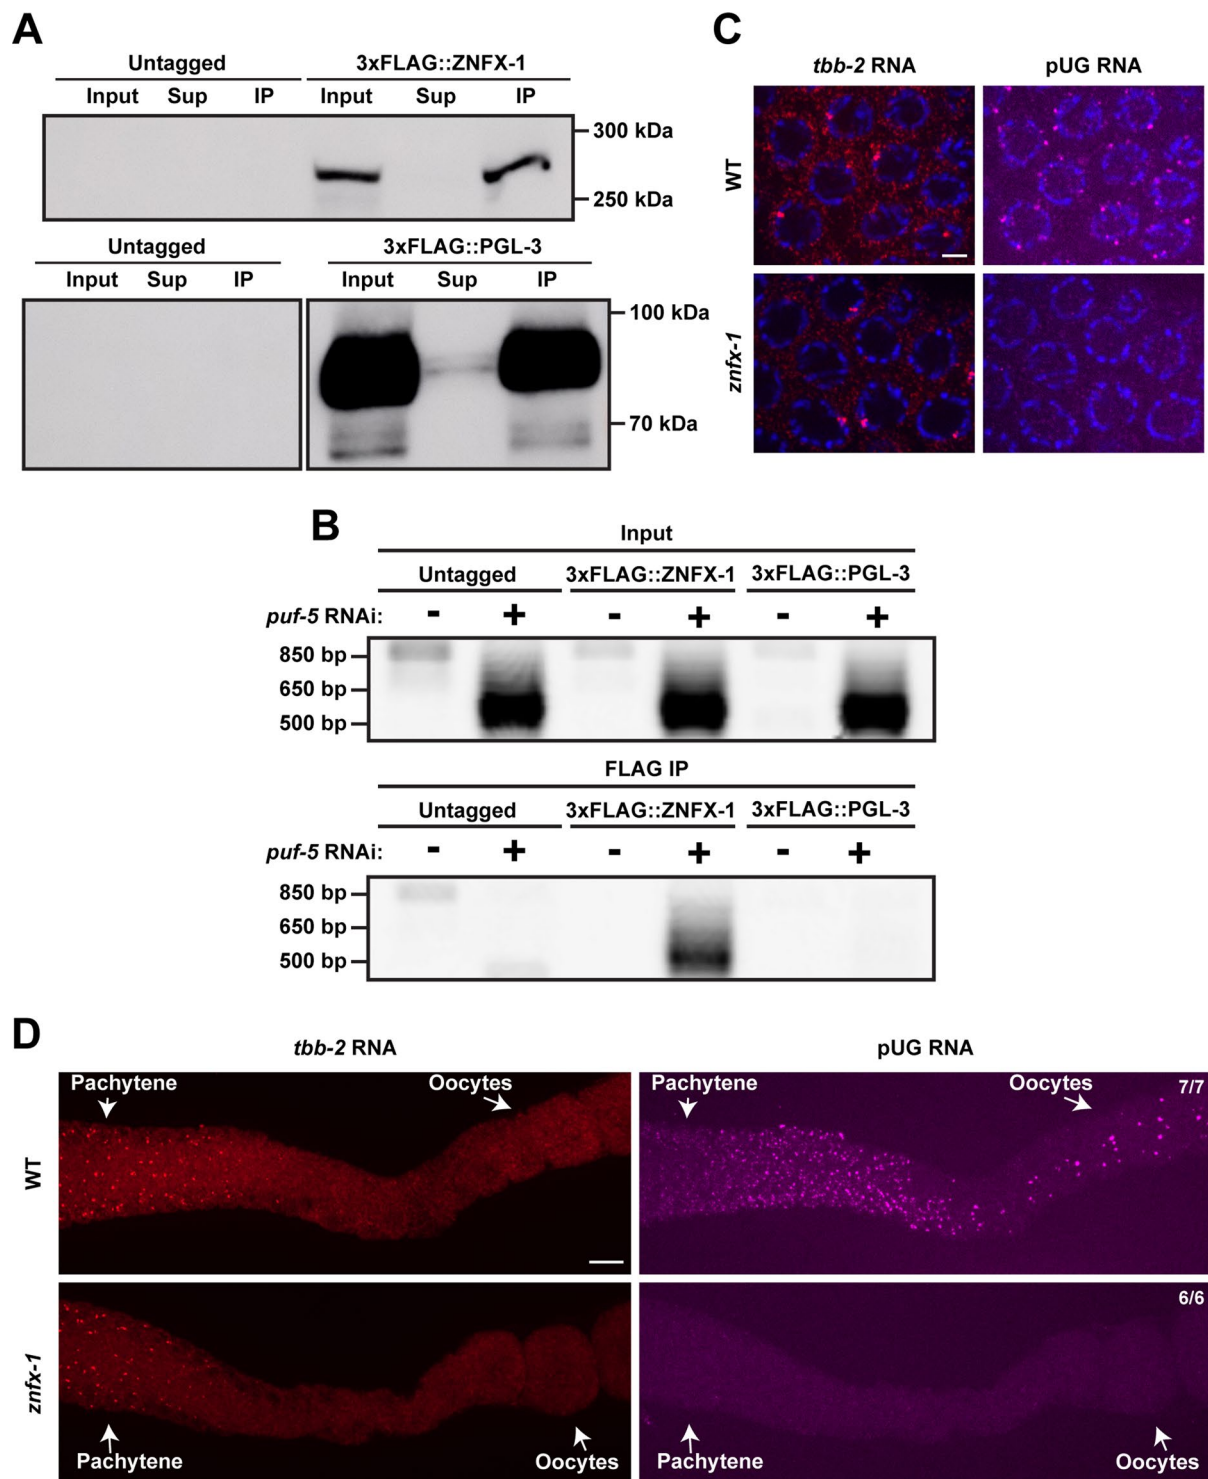 A
Untagged 3xFLAG::ZNFX-1
Input Sup IP Input Sup IP
300 kDa
250 kDa
Untagged 3xFLAG::PGL-3
Input Sup IP Input Sup IP
100 kDa
70 kDa
C
tbb-2 RNA pUG RNA
WT
znfx-1
B
Input
Untagged 3xFLAG::ZNFX-1 3xFLAG::PGL-3
puf-5 RNAi: - + - + - +
850 bp
650 bp
500 bp
FLAG IP
Untagged 3xFLAG::ZNFX-1 3xFLAG::PGL-3
puf-5 RNAi: - + - + - +
850 bp
650 bp
500 bp
D
tbb-2 RNA pUG RNA
WT
Pachytene Oocytes Pachytene Oocytes 7/7
znfx-1
6/6
Pachytene Oocytes Pachytene Oocytes